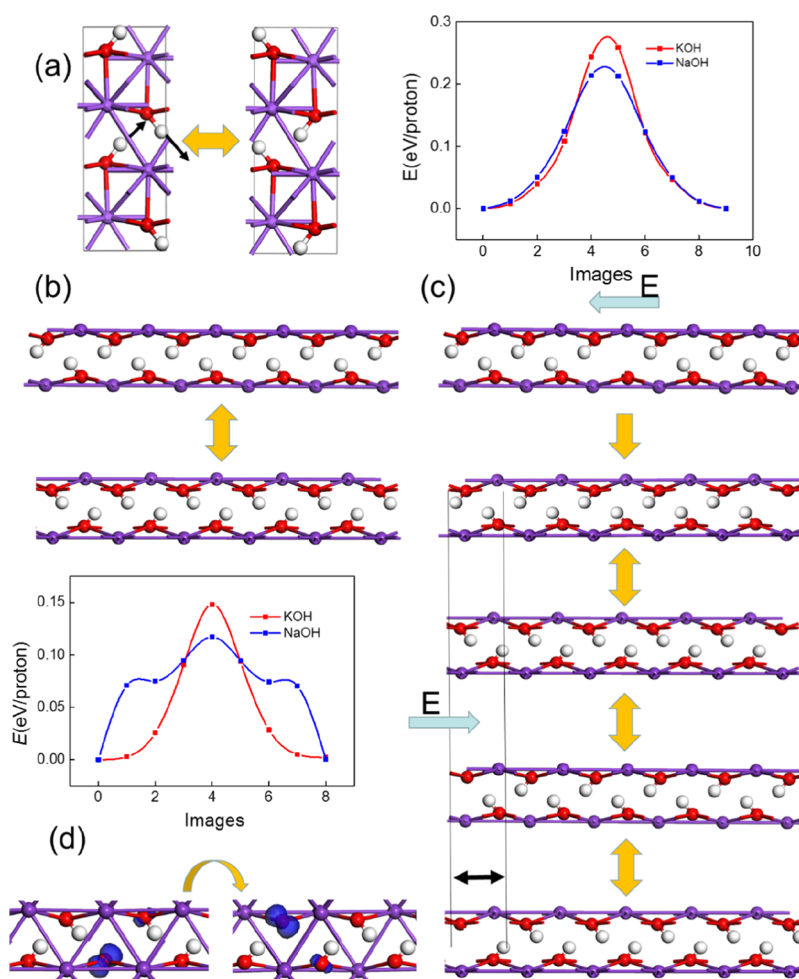 (a)
E(eV/proton)
0.3
0.2
0.1
0.0
KOH
NaOH
0 2 4 6 8 10
Images
(b)
(c)
E
E(eV/proton)
0.15
0.10
0.05
0.00
KOH
NaOH
0 2 4 6 8
Images
E
(d)